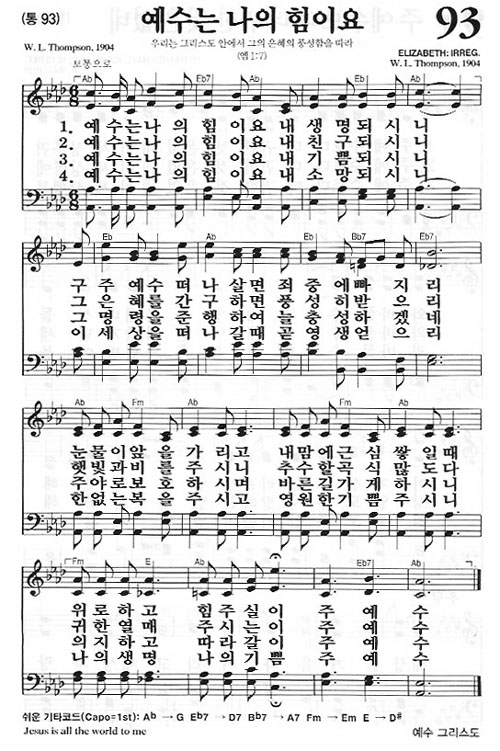 (통 93) 예수는 나의 힘이요 93
우리는 그리스도 안에서 그의 은혜의 풍성함을 따라
(엡 1:7)
W. L. Thompson, 1904
ELIZABETH: IRREG.
W. L. Thompson, 1904
보통으로
Ab Eb7 Ab Eb Ab
6 8
1. 예 수 는 나 의 힘 이 요 내 생 명 되 시 니
2. 예 수 는 나 의 힘 이 요 내 친 구 되 시 니
3. 예 수 는 나 의 힘 이 요 내 기 쁨 되 시 니
4. 예 수 는 나 의 힘 이 요 내 소 망 되 시 니
6 8
Eb Ab Eb Bb7 Eb7
구 주 예 수 를 떠 나 살 면 죄 중 에 빠 지 리
그 은 혜 를 간 구 하 면 풍 성 히 받 으 리
그 명 령 을 준 행 하 여 늘 충 성 하 겠 네
이 세 상 을 떠 나 갈 때 곧 영 생 얻 으 리
Ab Fm Ab
눈 물 이 앞 을 가 리 고 내 맘 에 근 심 쌓 일 때
햇 빛 과 비 를 주 시 니 추 수 할 곡 식 많 도 다
주 야 로 보 호 하 시 며 바 른 길 가 게 하 시 니
한 없 는 복 을 주 시 고 영 원 한 기 쁨 주 시 니
Fm E Ab Eb7 Ab
위 로 하 고 힘 주 실 이 주 예 수
귀 한 열 매 주 시 는 이 주 예 수
의 지 하 고 따 라 갈 이 주 예 수
나 의 생 명 나 의 기 쁨 주 예 수
쉬운 기타코드(Capo=1st): Ab → G Eb7 → D7 Bb7 → A7 Fm → Em E → D#
Jesus is all the world to me 예수 그리스도